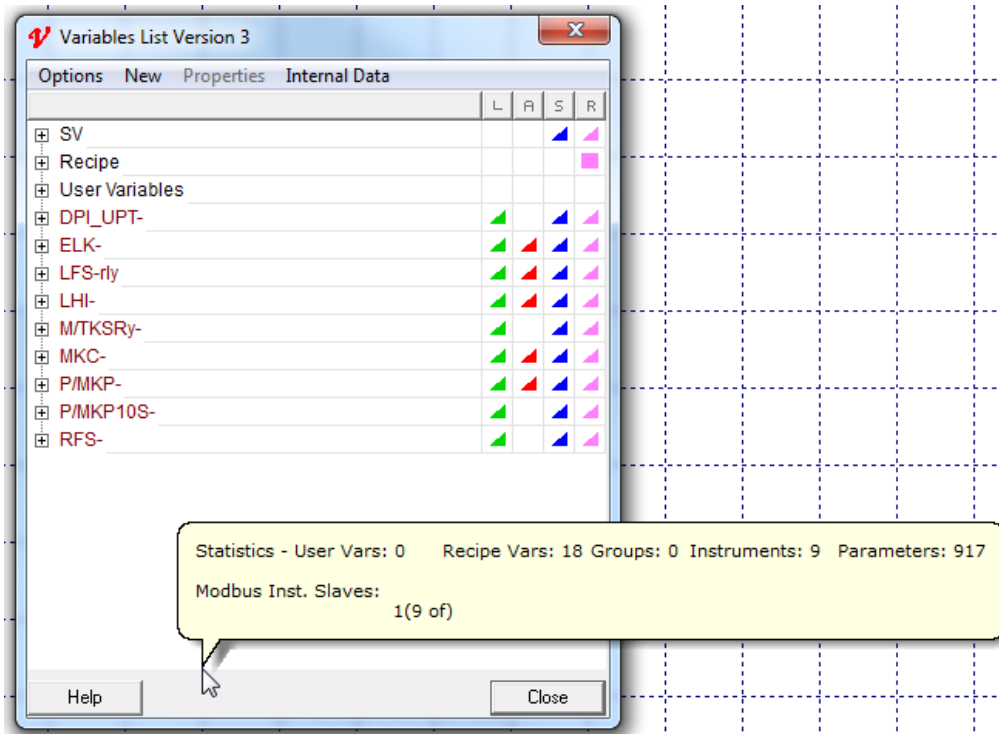 Variables List Version 3
Options New Properties Internal Data
L A S R
SV
Recipe
User Variables
DPI_UPT-
ELK-
LFS-rly
LHI-
M/TKSRy-
MKC-
P/MKP-
P/MKP10S-
RFS-
Statistics - User Vars: 0 Recipe Vars: 18 Groups: 0 Instruments: 9 Parameters: 917
Modbus Inst. Slaves:
1(9 of)
Help Close